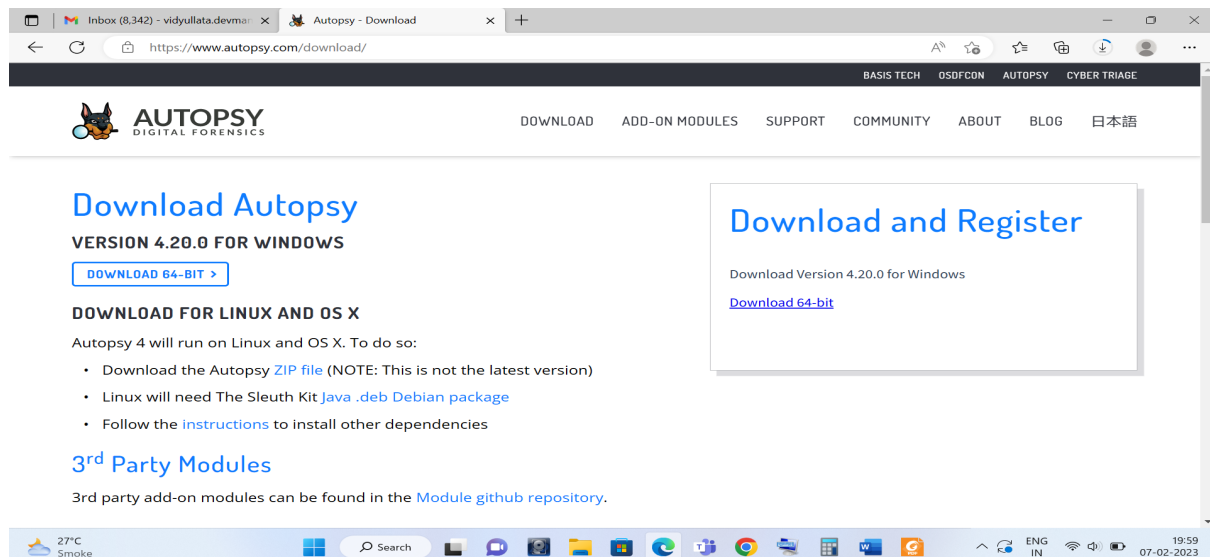 Inbox (8,342) - vidyullata.devmar
Autopsy - Download
https://www.autopsy.com/download/
BASIS TECH OSDFCON AUTOPSY CYBER TRIAGE
AUTOPSY
DIGITAL FORENSICS
DOWNLOAD ADD-ON MODULES SUPPORT COMMUNITY ABOUT BLOG 日本語
Download Autopsy
VERSION 4.20.0 FOR WINDOWS
DOWNLOAD 64-BIT >
DOWNLOAD FOR LINUX AND OS X
Autopsy 4 will run on Linux and OS X. To do so:
• Download the Autopsy ZIP file (NOTE: This is not the latest version)
• Linux will need The Sleuth Kit Java .deb Debian package
• Follow the instructions to install other dependencies
3rd Party Modules
3rd party add-on modules can be found in the Module github repository.
Download and Register
Download Version 4.20.0 for Windows
Download 64-bit
27°C
Smoke
Search
ENG
IN
19:59
07-02-2023